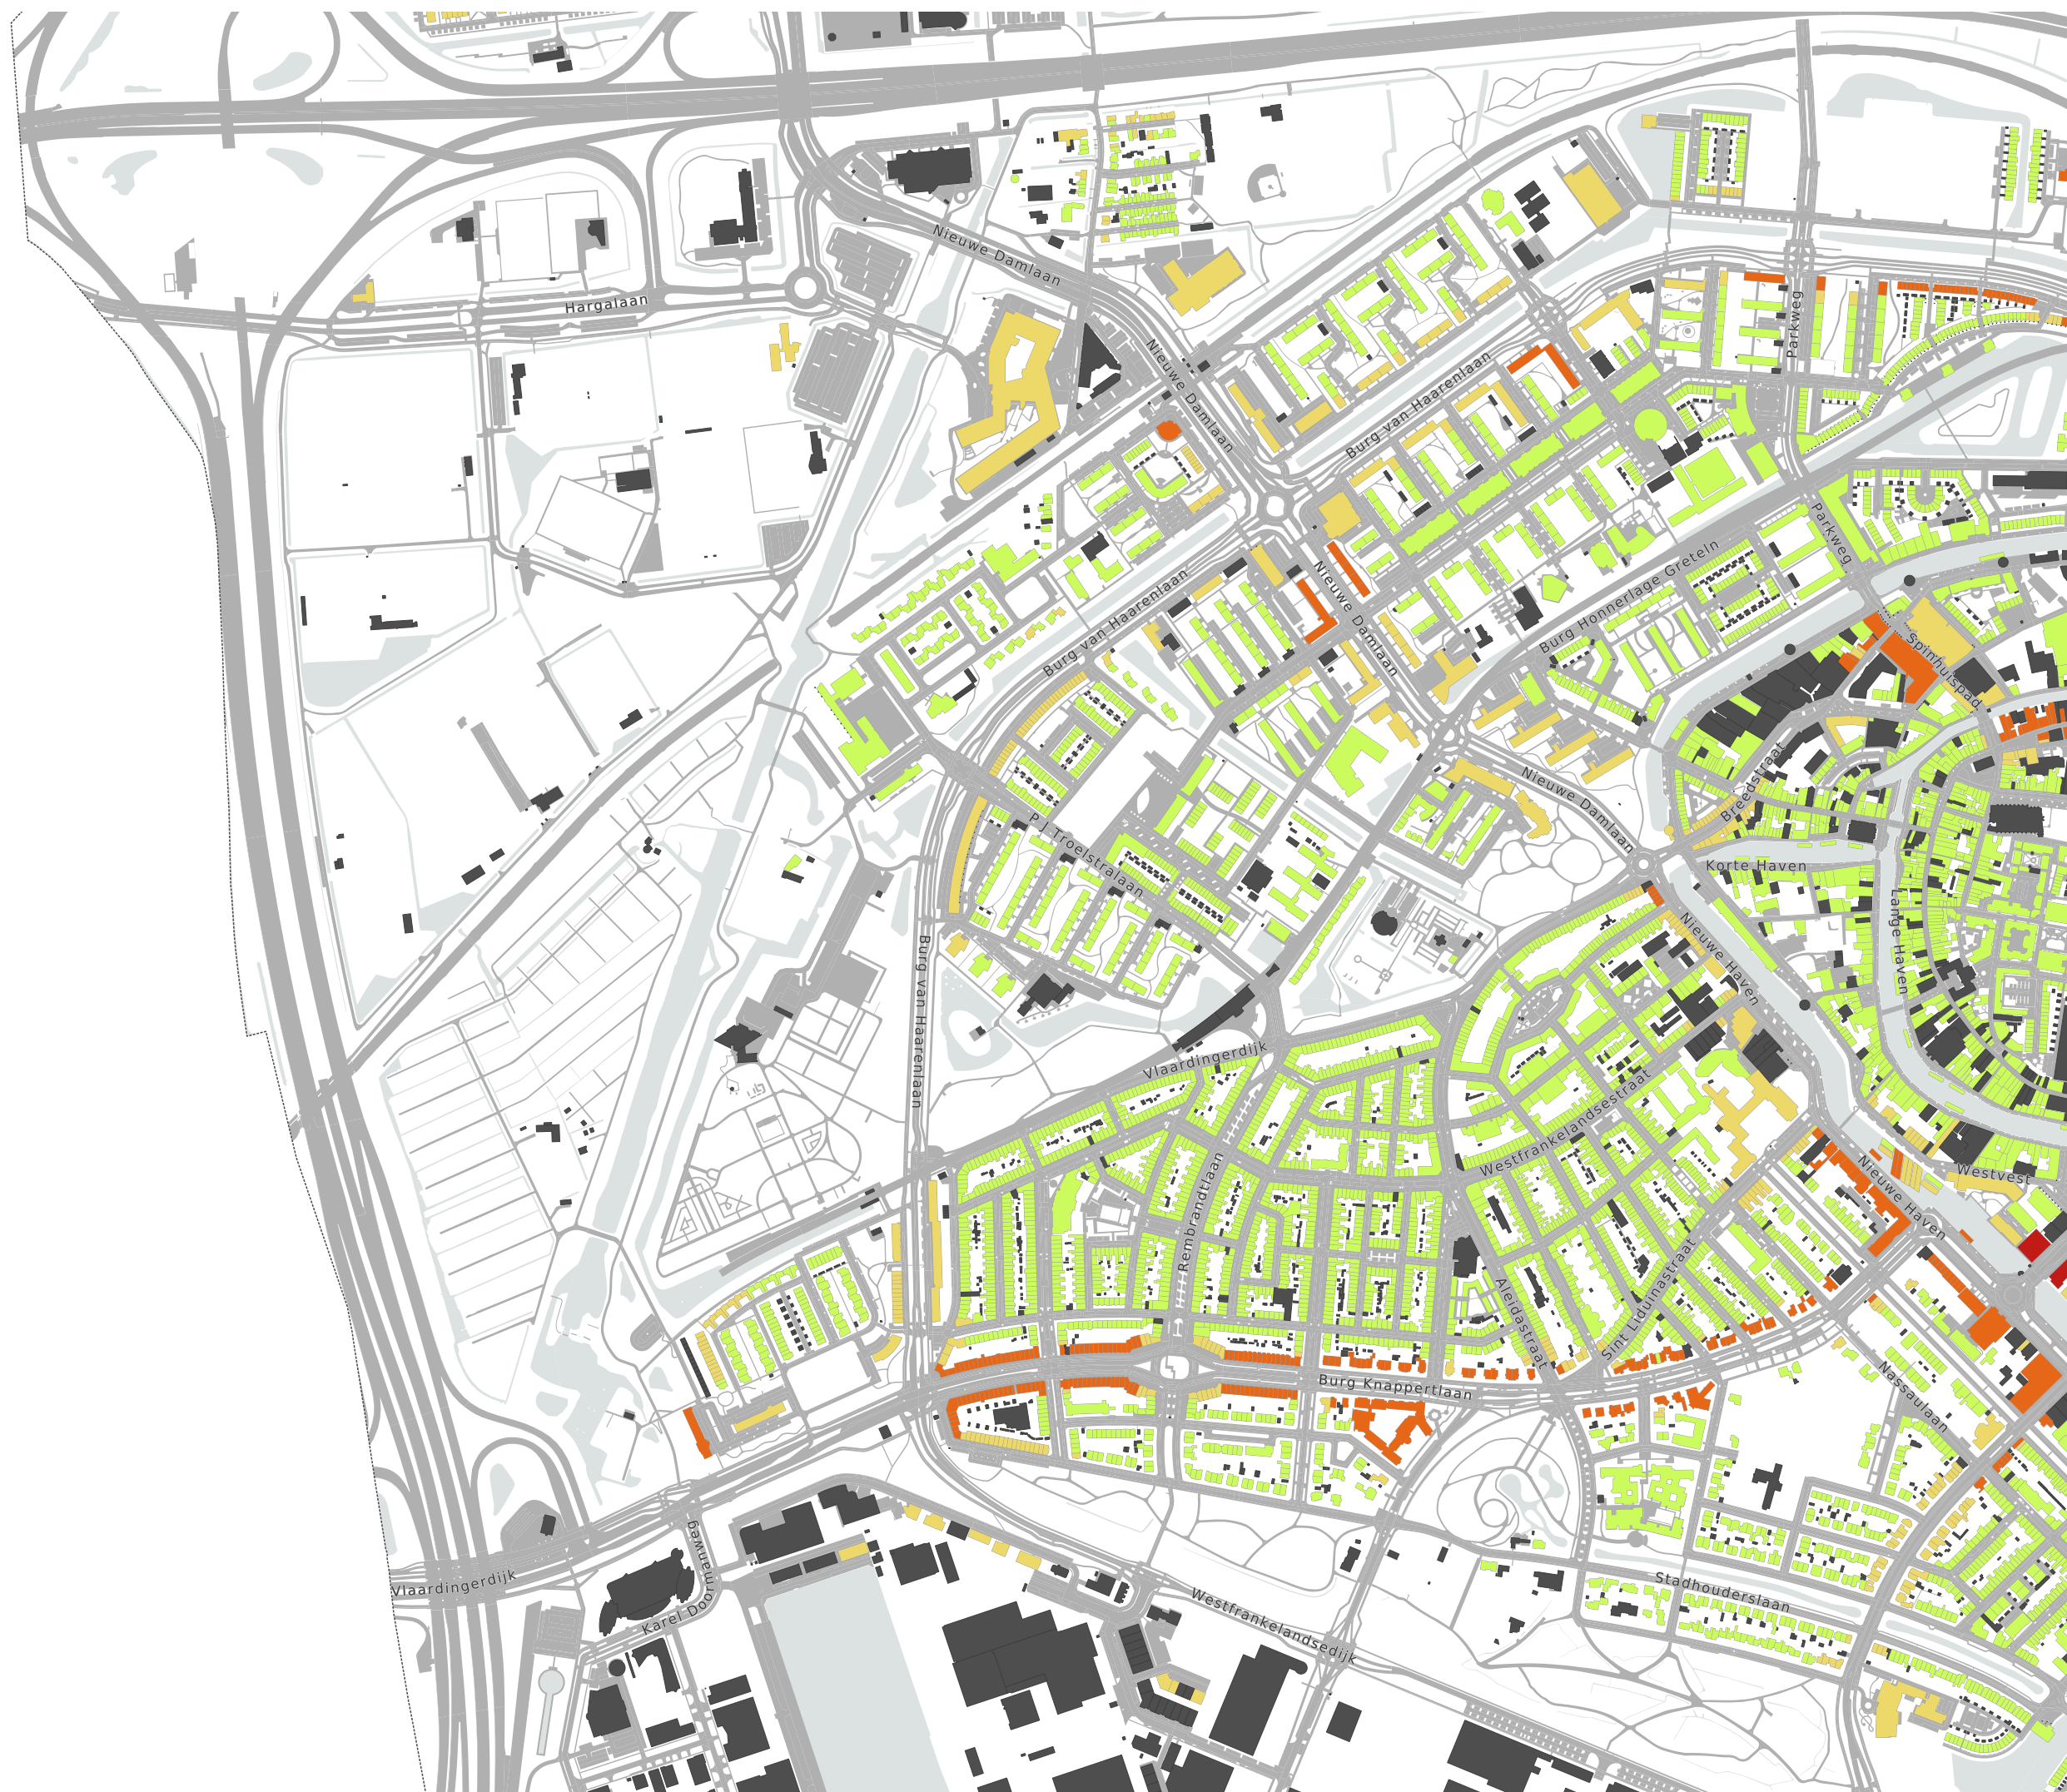 Nieuwe Damlaan
Hargalaan
Parkweg
Nieuwe Damlaan
Burg van Haarenlaan
Parkweg
Burg Honnerlage Greteln
Burg van Haarenlaan
Nieuwe Damlaan
Spinhuispad
Breedstraat
Nieuwe Damlaan
P J Troelstralaan
Korte Haven
Lange Haven
Nieuwe Haven
Burg van Haarenlaan
Vlaardingerdijk
Westfrankelandsestraat
Westvest
Nieuwe Haven
Rembrandtlaan
Aleidastraat
Sint Liduinastraat
Burg Knappertlaan
Nassaulaan
Vlaardingerdijk
Karel Doormanweg
Westfrankelandsedijk
Stadhouderslaan